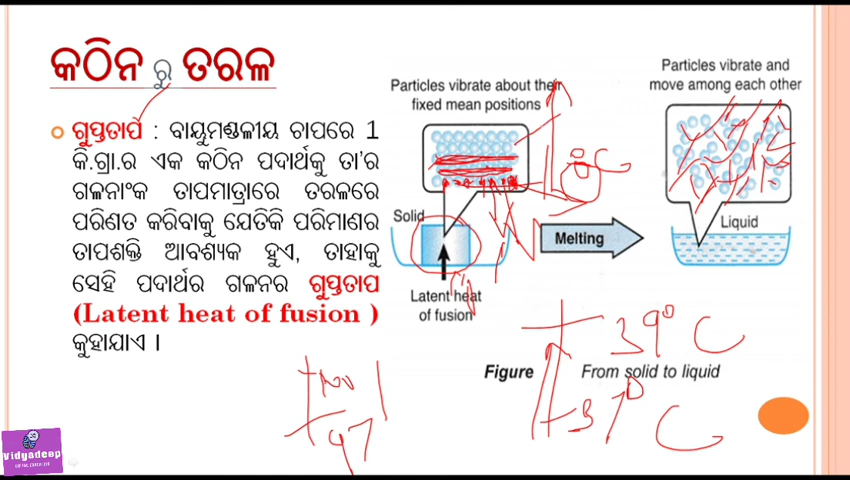 କଠିନ ରୁ ତରଳ
ଗୁପ୍ତତାପ : ବାୟୁମଣ୍ଡଳୀୟ ଚାପରେ 1
କି.ଗ୍ରା.ର ଏକ କଠିନ ପଦାର୍ଥକୁ ତା'ର
ଗଳନାଂକ ତାପମାତ୍ରାରେ ତରଳରେ
ପରିଣତ କରିବାକୁ ଯେତିକି ପରିମାଣର
ତାପଶକ୍ତି ଆବଶ୍ୟକ ହୁଏ, ତାହାକୁ
ସେହି ପଦାର୍ଥର ଗଳନର ଗୁପ୍ତତାପ
(Latent heat of fusion )
କୁହାଯାଏ ।
Particles vibrate about their
fixed mean positions
Solid
Latent heat
of fusion
Melting
Particles vibrate and
move among each other
Liquid
Figure From solid to liquid
39° C
37° C
97
Vidyadeep